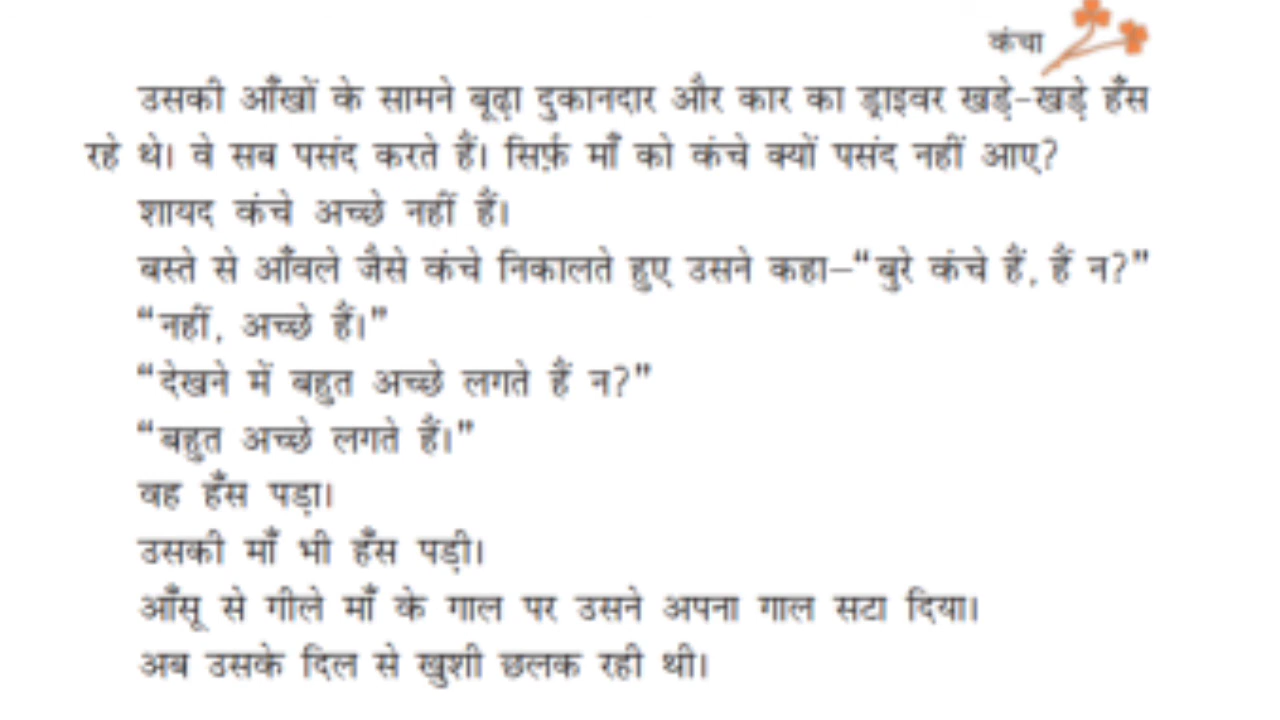 कंचा
उसकी आँखों के सामने बूढ़ा दुकानदार और कार का ड्राइवर खड़े-खड़े हँस
रहे थे। वे सब पसंद करते हैं। सिर्फ़ माँ को कंचे क्यों पसंद नहीं आए?
शायद कंचे अच्छे नहीं हैं।
बस्ते से आँवले जैसे कंचे निकालते हुए उसने कहा–“बुरे कंचे हैं, हैं न?”
“नहीं, अच्छे हैं।”
“देखने में बहुत अच्छे लगते हैं न?”
“बहुत अच्छे लगते हैं।”
वह हँस पड़ा।
उसकी माँ भी हँस पड़ी।
आँसू से गीले माँ के गाल पर उसने अपना गाल सटा दिया।
अब उसके दिल से खुशी छलक रही थी।